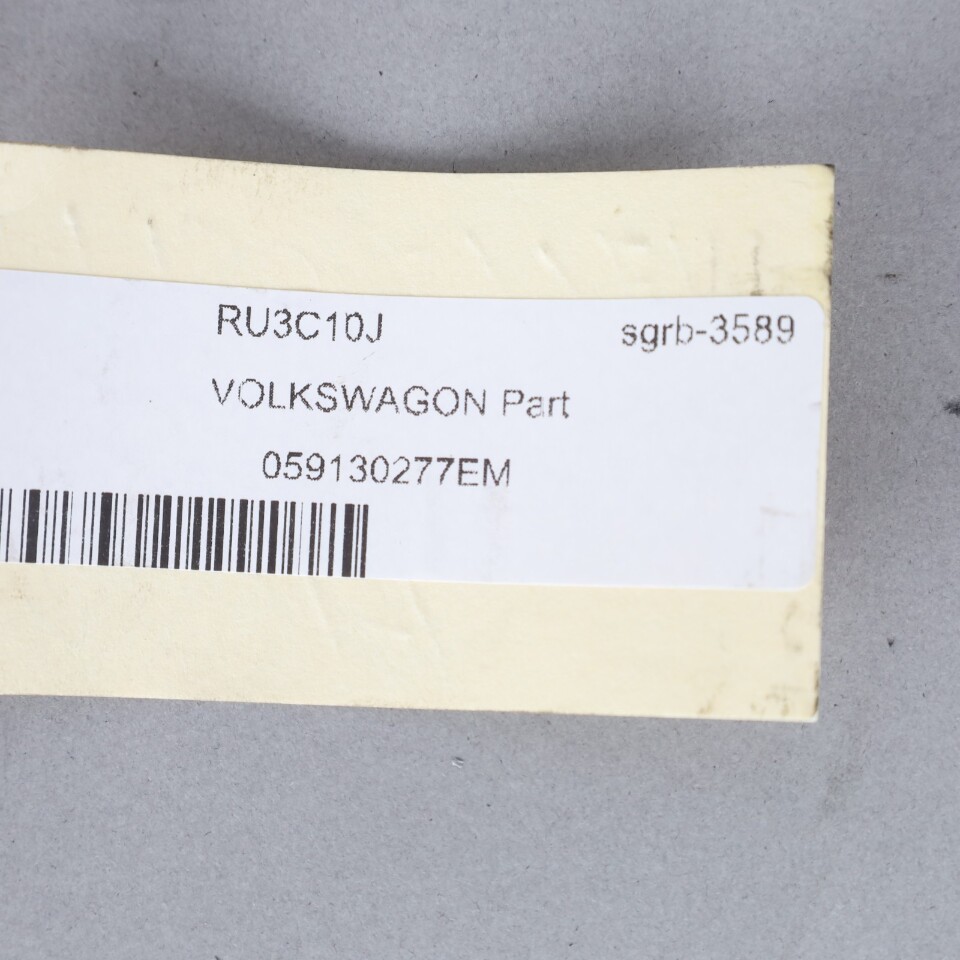 RU3C10J sgrb-3589
VOLKSWAGON Part
059130277EM